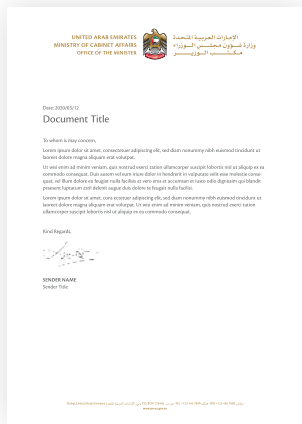 UNITED ARAB EMIRATES
MINISTRY OF CABINET AFFAIRS
OFFICE OF THE MINISTER
الإمارات العربية المتحدة
وزارة شؤون مجلس الوزراء
مكتب الوزير
Date: 2020/05/12
Document Title
To whom is may concern,
Lorem ipsum dolor sit amet, consectetuer adipiscing elit, sed diam nonummy nibh euismod tincidunt ut
laoreet dolore magna aliquam erat volutpat.
Ut wisi enim ad minim veniam, quis nostrud exerci tation ullamcorper suscipit lobortis nisl ut aliquip ex ea
commodo consequat. Duis autem vel eum iriure dolor in hendrerit in vulputate velit esse molestie conse-
quat, vel illum dolore eu feugiat nulla facilisis at vero eros et accumsan et iusto odio dignissim qui blandit
praesent luptatum zzril delenit augue duis dolore te feugait nulla facilisi.
Lorem ipsum dolor sit amet, cons ectetuer adipiscing elit, sed diam nonummy nibh euismod tincidunt ut
laoreet dolore magna aliquam erat volutpat. Ut wisi enim ad minim veniam, quis nostrud exerci tation
ullamcorper suscipit lobortis nisl ut aliquip ex ea commodo consequat.
Kind Regards,
SENDER NAME
Sender Title